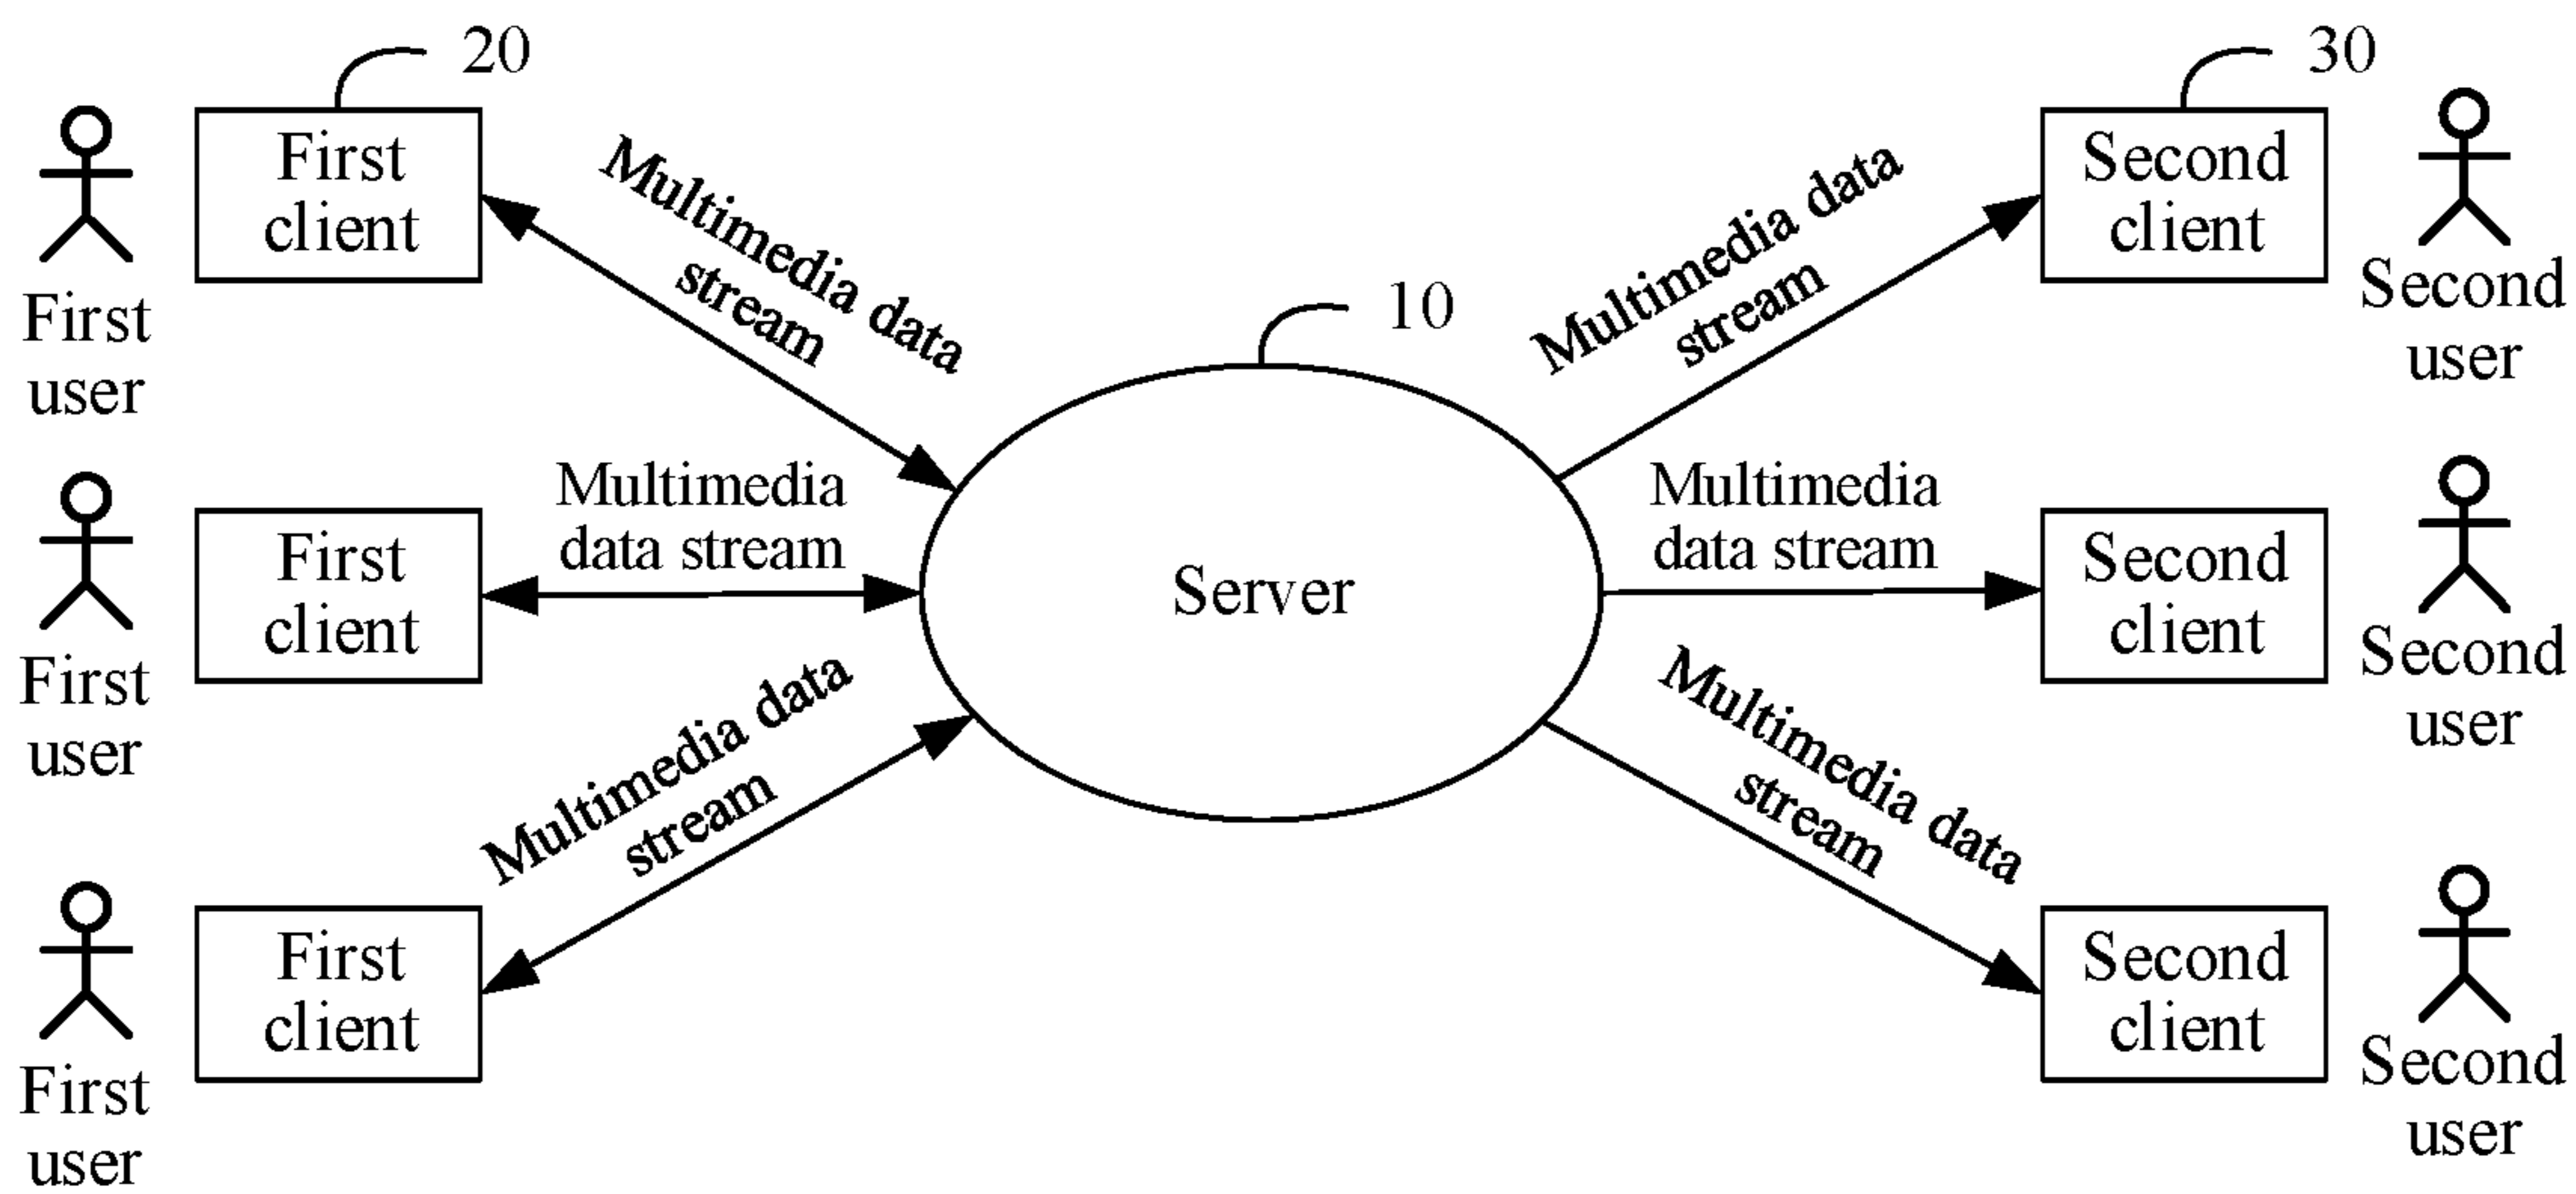 20
30
First
client
Multimedia data
stream
Multimedia data
stream
Second
client
First
user
Second
user
10
First
client
Multimedia
data stream
Server
Multimedia
data stream
Second
client
First
user
Second
user
Multimedia data
stream
Multimedia data
stream
First
client
Second
client
First
user
Second
user